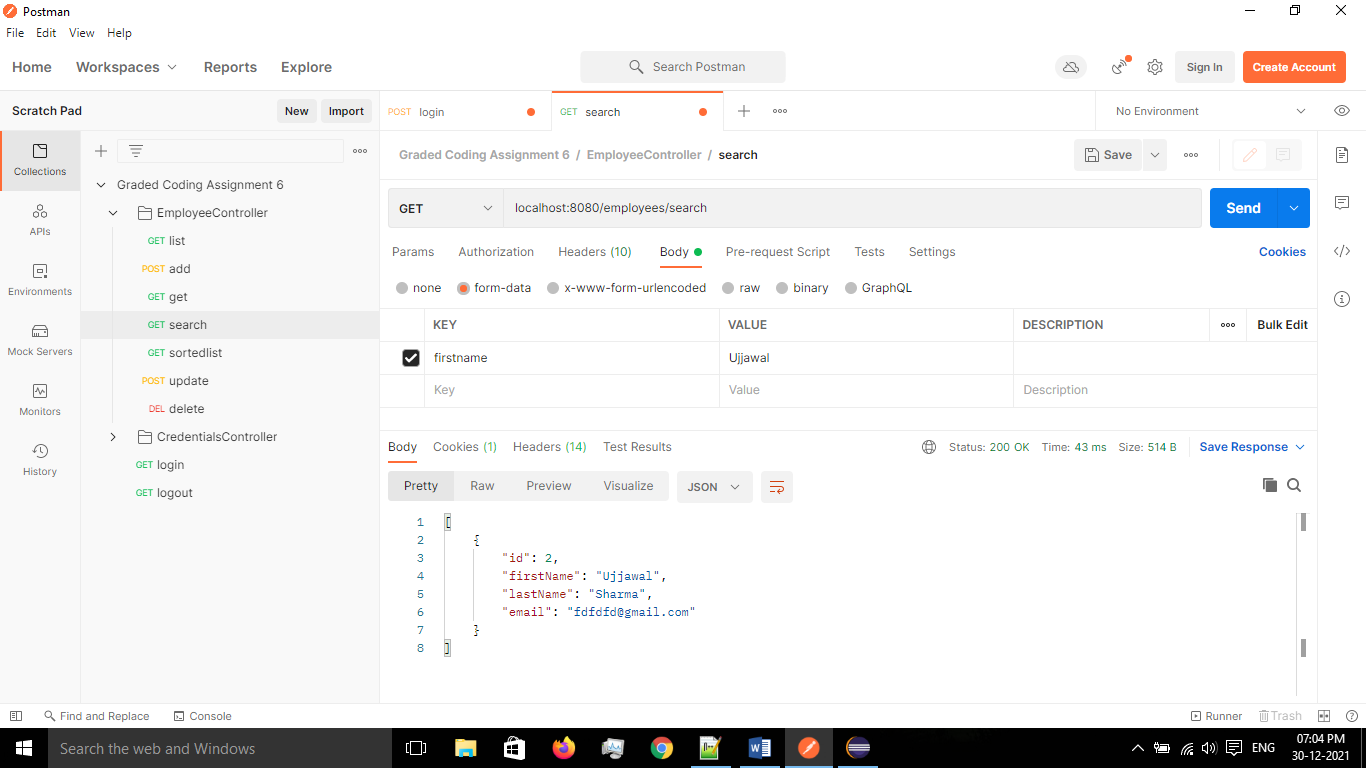 Postman
File Edit View Help
Home Workspaces Reports Explore Search Postman Sign In Create Account
Scratch Pad New Import
POST login GET search No Environment
Collections
APIs
Environments
Mock Servers
Monitors
History
Graded Coding Assignment 6
EmployeeController
GET list
POST add
GET get
GET search
GET sortedlist
POST update
DEL delete
CredentialsController
GET login
GET logout
Graded Coding Assignment 6 / EmployeeController / search Save
GET localhost:8080/employees/search Send
Params Authorization Headers (10) Body Pre-request Script Tests Settings Cookies
none form-data x-www-form-urlencoded raw binary GraphQL
KEY VALUE DESCRIPTION Bulk Edit
firstname Ujjawal
Key Value Description
Body Cookies (1) Headers (14) Test Results Status: 200 OK Time: 43 ms Size: 514 B Save Response
Pretty Raw Preview Visualize JSON
1 [
2 {
3 "id": 2,
4 "firstName": "Ujjawal",
5 "lastName": "Sharma",
6 "email": "fdfdfd@gmail.com"
7 }
8 ]
Find and Replace Console Runner Trash
Search the web and Windows ENG 07:04 PM
30-12-2021